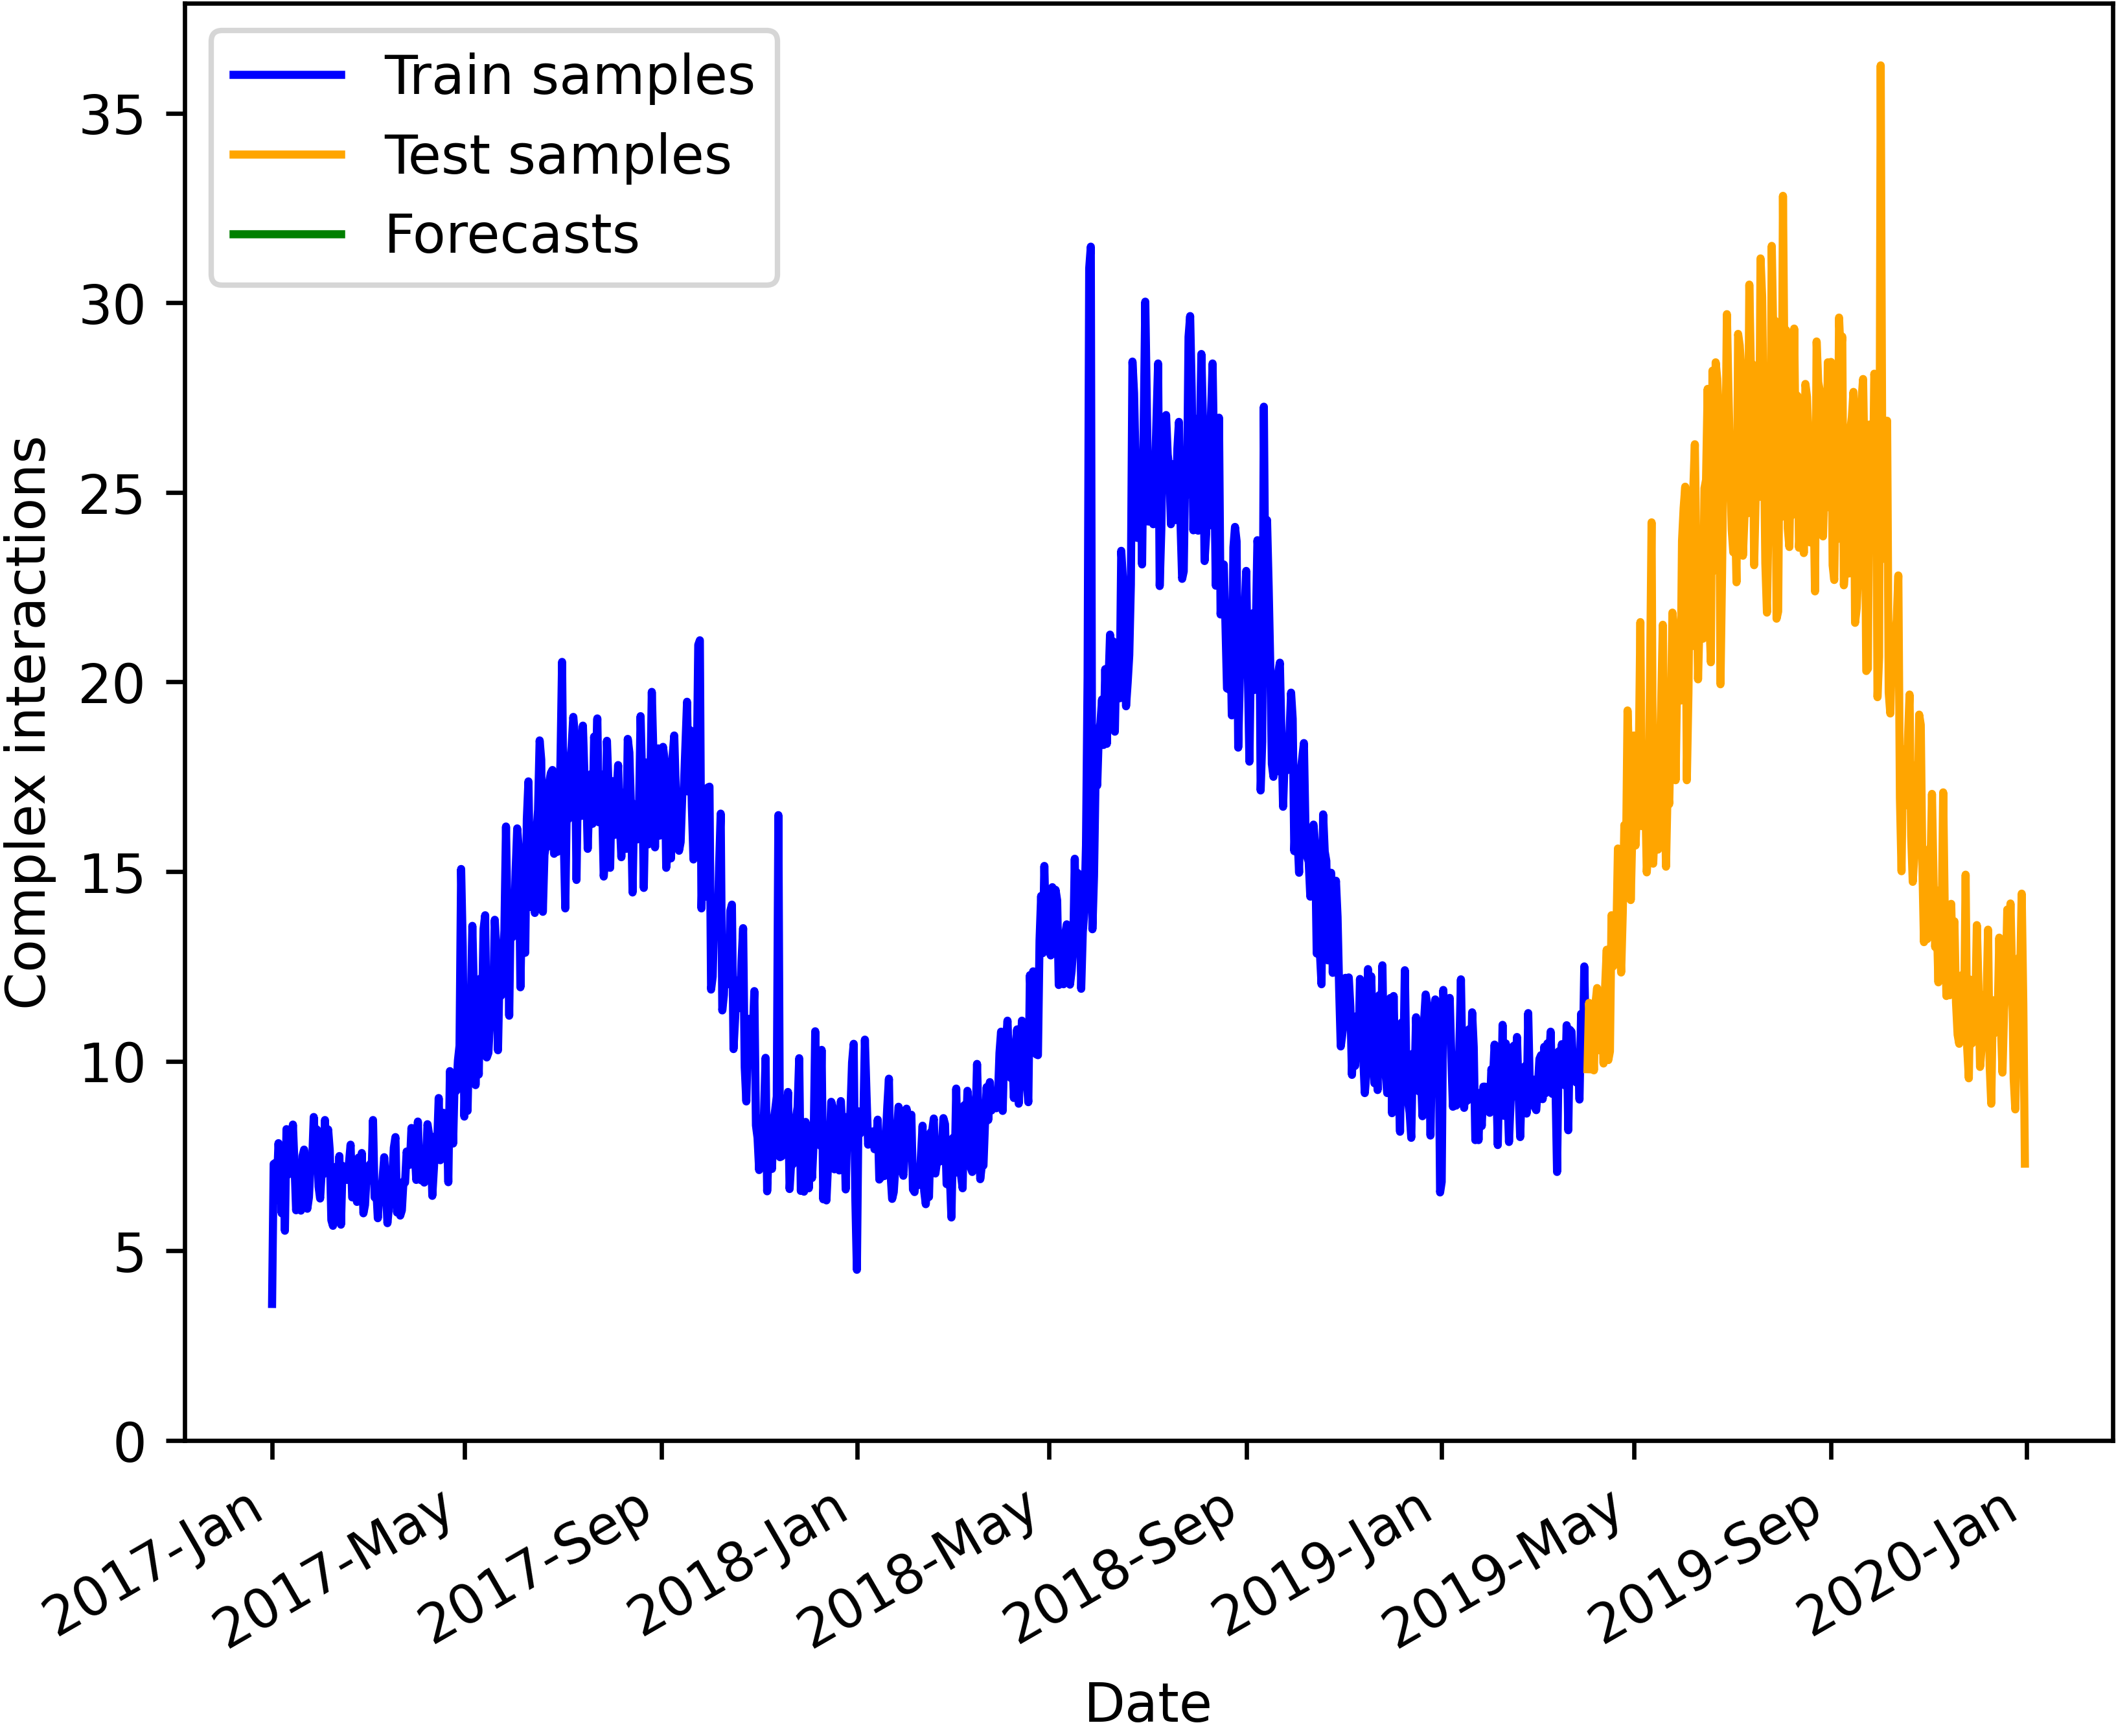 Train samples
Test samples
Forecasts
35
30
25
20
15
10
5
0
Complex interactions
2017-Jan
2017-May
2017-Sep
2018-Jan
2018-May
2018-Sep
2019-Jan
2019-May
2019-Sep
2020-Jan
Date